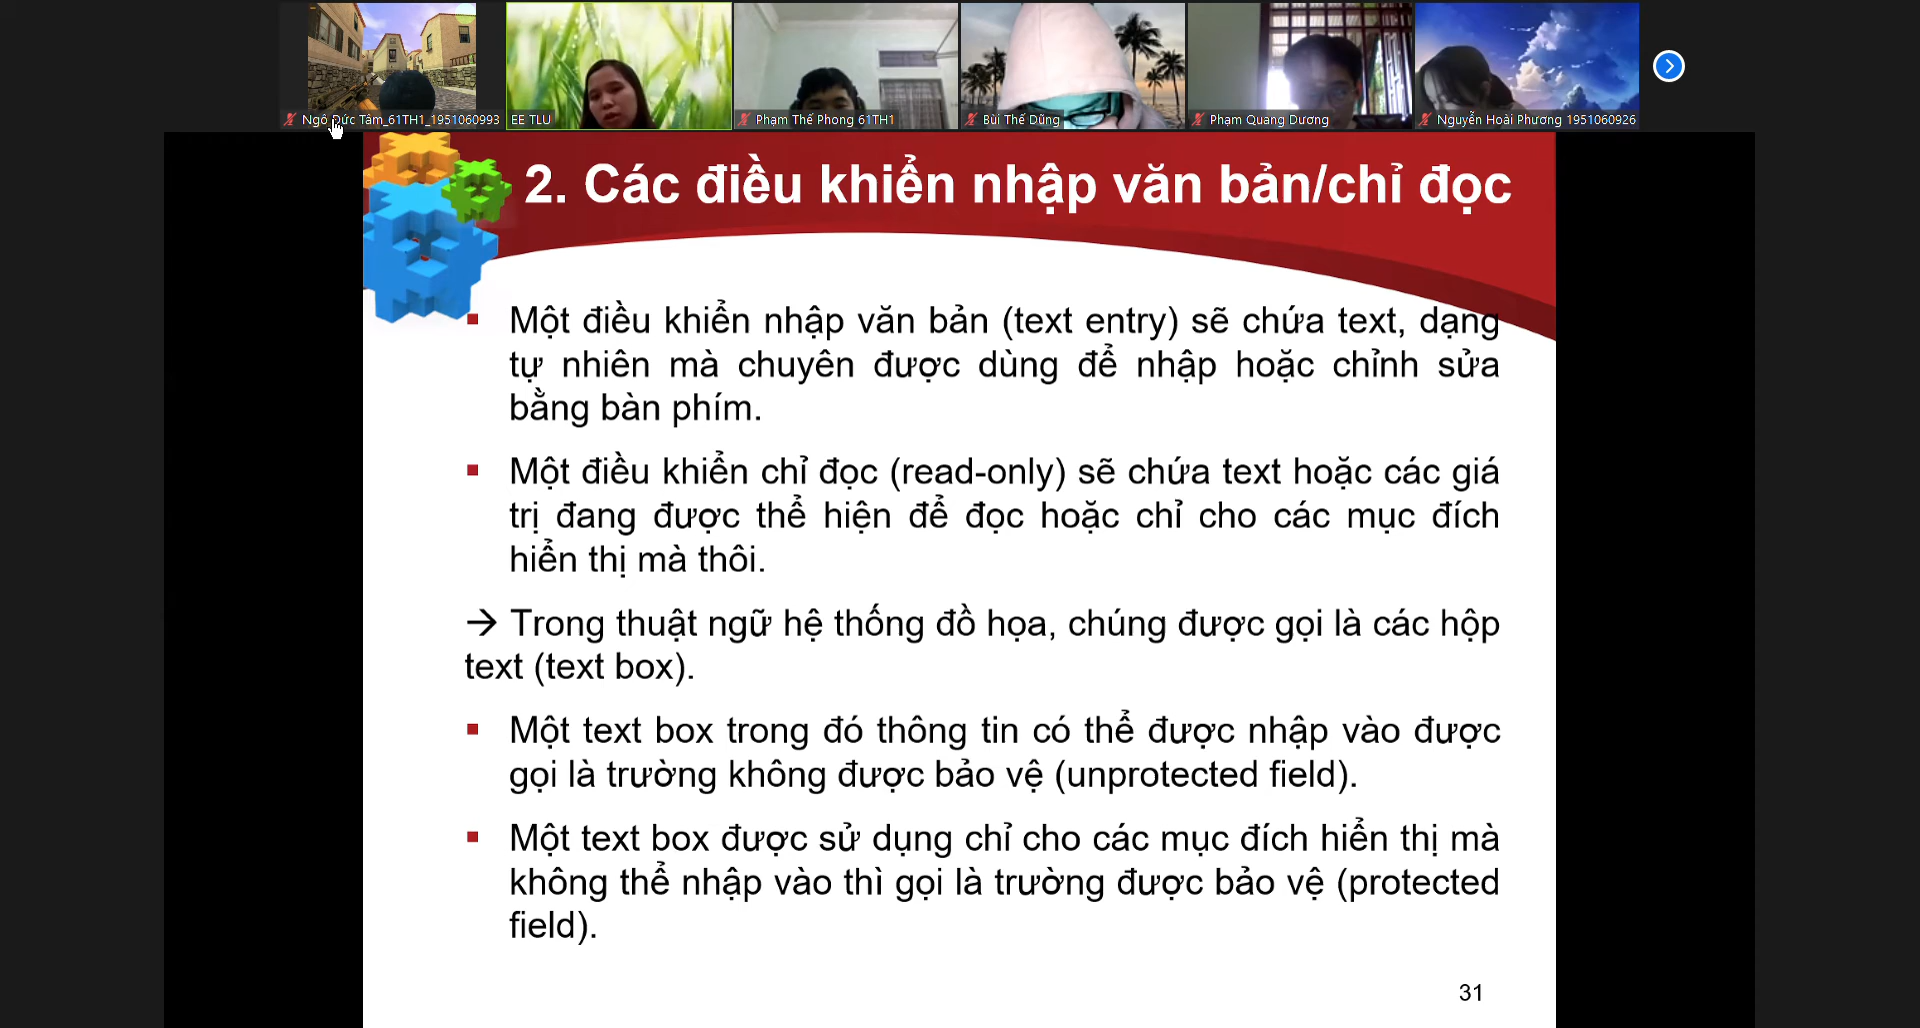 Ngô Đức Tâm_61TH1_1951060993
EE TLU
Phạm Thế Phong 61TH1
Bùi Thế Dũng
Phạm Quang Dương
Nguyễn Hoài Phương 1951060926
2. Các điều khiển nhập văn bản/chỉ đọc
Một điều khiển nhập văn bản (text entry) sẽ chứa text, dạng
tự nhiên mà chuyên được dùng để nhập hoặc chỉnh sửa
bằng bàn phím.
Một điều khiển chỉ đọc (read-only) sẽ chứa text hoặc các giá
trị đang được thể hiện để đọc hoặc chỉ cho các mục đích
hiển thị mà thôi.
→ Trong thuật ngữ hệ thống đồ họa, chúng được gọi là các hộp
text (text box).
Một text box trong đó thông tin có thể được nhập vào được
gọi là trường không được bảo vệ (unprotected field).
Một text box được sử dụng chỉ cho các mục đích hiển thị mà
không thể nhập vào thì gọi là trường được bảo vệ (protected
field).
31